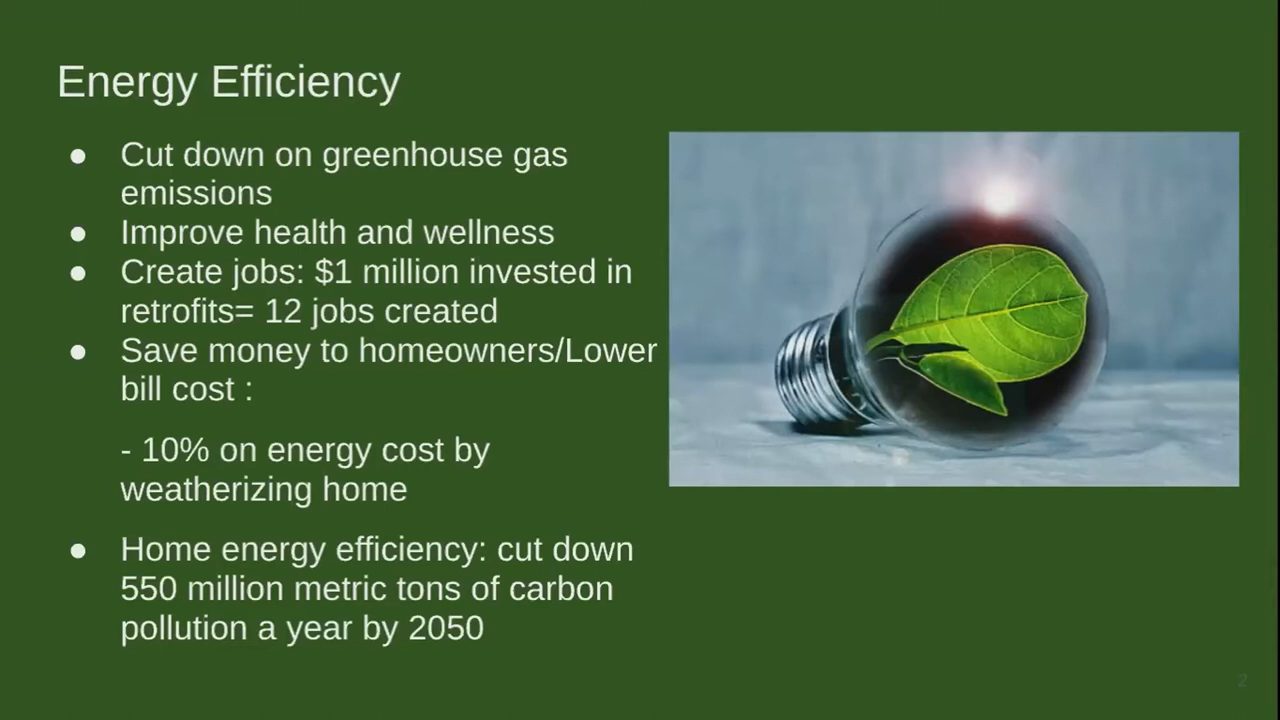 Energy Efficiency
● Cut down on greenhouse gas
emissions
● Improve health and wellness
● Create jobs: $1 million invested in
retrofits= 12 jobs created
● Save money to homeowners/Lower
bill cost :
- 10% on energy cost by
weatherizing home
● Home energy efficiency: cut down
550 million metric tons of carbon
pollution a year by 2050
2